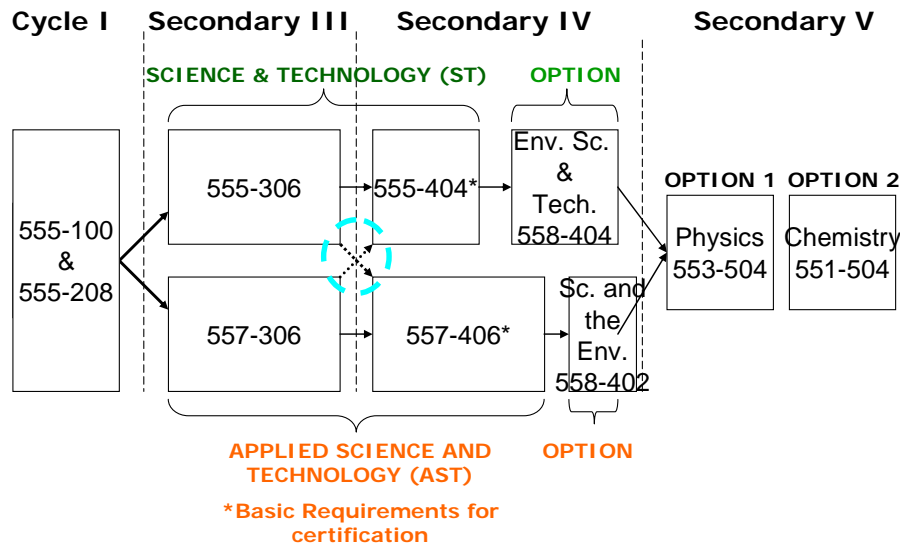 Cycle I
Secondary III
Secondary IV
Secondary V
SCIENCE & TECHNOLOGY (ST)
OPTION
555-100
&
555-208
555-306
555-404*
Env. Sc.
&
Tech.
558-404
OPTION 1
OPTION 2
Physics
553-504
Chemistry
551-504
557-306
557-406*
Sc. and
the
Env.
558-402
APPLIED SCIENCE AND
TECHNOLOGY (AST)
OPTION
*Basic Requirements for
certification